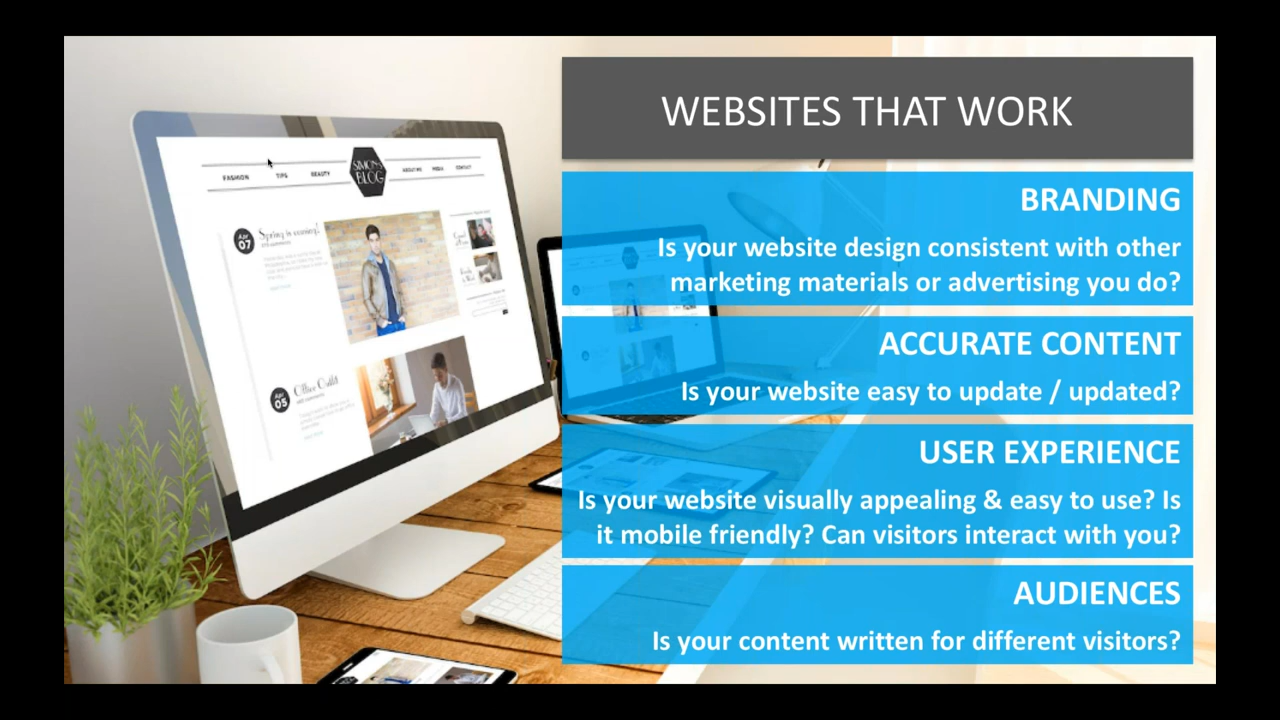 WEBSITES THAT WORK
BRANDING
Is your website design consistent with other
marketing materials or advertising you do?
ACCURATE CONTENT
Is your website easy to update / updated?
USER EXPERIENCE
Is your website visually appealing & easy to use? Is
it mobile friendly? Can visitors interact with you?
AUDIENCES
Is your content written for different visitors?
SIMON'S
BLOG
FASHION TIPS BEAUTY ABOUT ME MEDIA CONTACT
Apr
07
Spring is coming!
Apr
05
Office Outfit